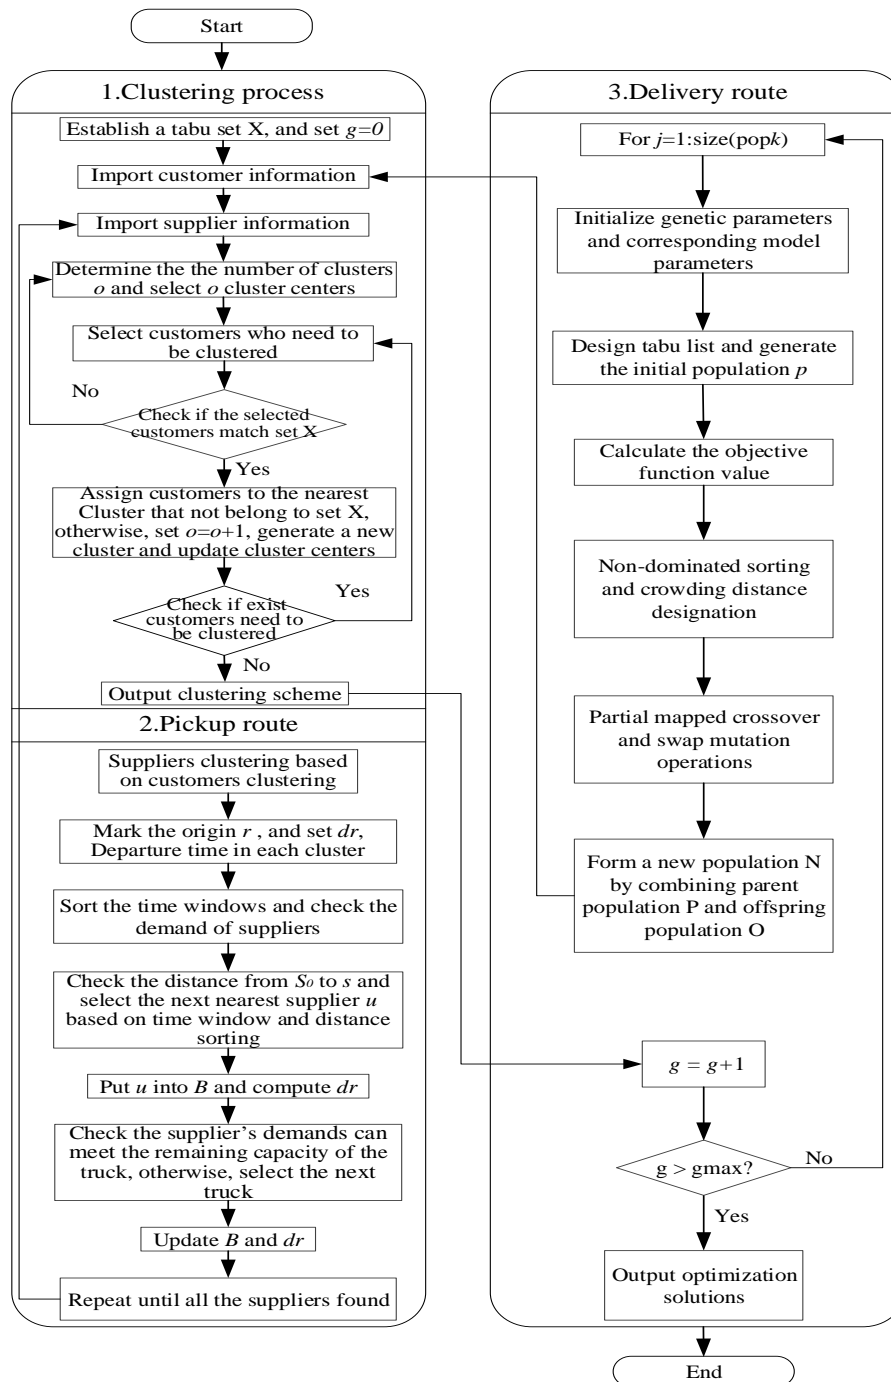 Start
1.Clustering process
Establish a tabu set X, and set g=0
Import customer information
Import supplier information
Determine the the number of clusters
o and select o cluster centers
Select customers who need to
be clustered
No
Check if the selected
customers match set X
Yes
Assign customers to the nearest
Cluster that not belong to set X,
otherwise, set o=o+1, generate a new
cluster and update cluster centers
Yes
Check if exist
customers need to
be clustered
No
Output clustering scheme
2.Pickup route
Suppliers clustering based
on customers clustering
Mark the origin r , and set dr,
Departure time in each cluster
Sort the time windows and check the
demand of suppliers
Check the distance from S0 to s and
select the next nearest supplier u
based on time window and distance
sorting
Put u into B and compute dr
Check the supplier's demands can
meet the remaining capacity of the
truck, otherwise, select the next
truck
Update B and dr
Repeat until all the suppliers found
3.Delivery route
For j=1:size(popk)
Initialize genetic parameters
and corresponding model
parameters
Design tabu list and generate
the initial population p
Calculate the objective
function value
Non-dominated sorting
and crowding distance
designation
Partial mapped crossover
and swap mutation
operations
Form a new population N
by combining parent
population P and offspring
population O
g = g+1
g > gmax?
No
Yes
Output optimization
solutions
End